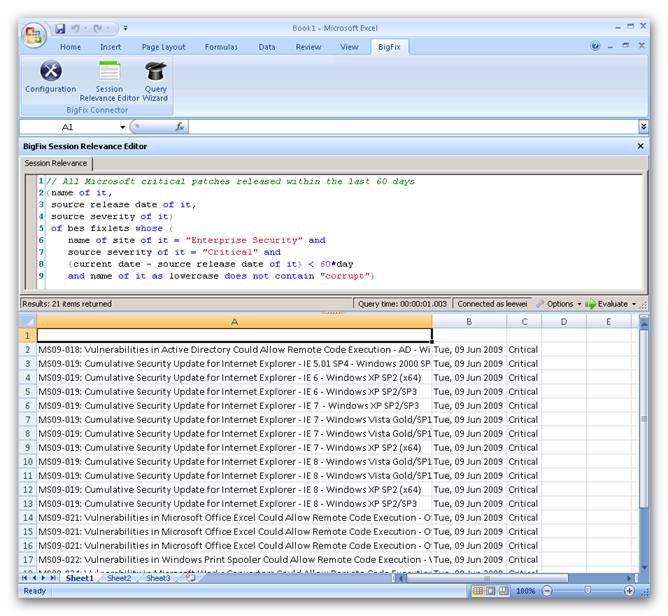 Book1 - Microsoft Excel
Home Insert Page Layout Formulas Data Review View BigFix
Configuration Session Relevance Editor Query Wizard
BigFix Connector
A1 fx
BigFix Session Relevance Editor
Session Relevance
1 // All Microsoft critical patches released within the last 60 days
2 (name of it,
3 source release date of it,
4 source severity of it)
5 of bes fixlets whose (
6 name of site of it = "Enterprise Security" and
7 source severity of it = "Critical" and
8 (current date - source release date of it) < 60*day
9 and name of it as lowercase does not contain "corrupt")
Results: 21 items returned Query time: 00:00:01.003 Connected as leewei Options Evaluate
A B C D E
1
2 MS09-018: Vulnerabilities in Active Directory Could Allow Remote Code Execution - AD - Wi Tue, 09 Jun 2009 Critical
3 MS09-019: Cumulative Security Update for Internet Explorer - IE 5.01 SP4 - Windows 2000 SP Tue, 09 Jun 2009 Critical
4 MS09-019: Cumulative Security Update for Internet Explorer - IE 6 - Windows XP SP2 (x64) Tue, 09 Jun 2009 Critical
5 MS09-019: Cumulative Security Update for Internet Explorer - IE 6 - Windows XP SP2/SP3 Tue, 09 Jun 2009 Critical
6 MS09-019: Cumulative Security Update for Internet Explorer - IE 7 - Windows XP SP2/SP3 Tue, 09 Jun 2009 Critical
7 MS09-019: Cumulative Security Update for Internet Explorer - IE 7 - Windows Vista Gold/SP1 Tue, 09 Jun 2009 Critical
8 MS09-019: Cumulative Security Update for Internet Explorer - IE 7 - Windows Vista Gold/SP1 Tue, 09 Jun 2009 Critical
9 MS09-019: Cumulative Security Update for Internet Explorer - IE 7 - Windows XP SP2 (x64) Tue, 09 Jun 2009 Critical
10 MS09-019: Cumulative Security Update for Internet Explorer - IE 8 - Windows Vista Gold/SP1 Tue, 09 Jun 2009 Critical
11 MS09-019: Cumulative Security Update for Internet Explorer - IE 8 - Windows Vista Gold/SP1 Tue, 09 Jun 2009 Critical
12 MS09-019: Cumulative Security Update for Internet Explorer - IE 8 - Windows XP SP2 (x64) Tue, 09 Jun 2009 Critical
13 MS09-019: Cumulative Security Update for Internet Explorer - IE 8 - Windows XP SP2/SP3 Tue, 09 Jun 2009 Critical
14 MS09-021: Vulnerabilities in Microsoft Office Excel Could Allow Remote Code Execution - O Tue, 09 Jun 2009 Critical
15 MS09-021: Vulnerabilities in Microsoft Office Excel Could Allow Remote Code Execution - O Tue, 09 Jun 2009 Critical
16 MS09-021: Vulnerabilities in Microsoft Office Excel Could Allow Remote Code Execution - O Tue, 09 Jun 2009 Critical
17 MS09-022: Vulnerabilities in Windows Print Spooler Could Allow Remote Code Execution - Tue, 09 Jun 2009 Critical
Sheet1 Sheet2 Sheet3
Ready 100%